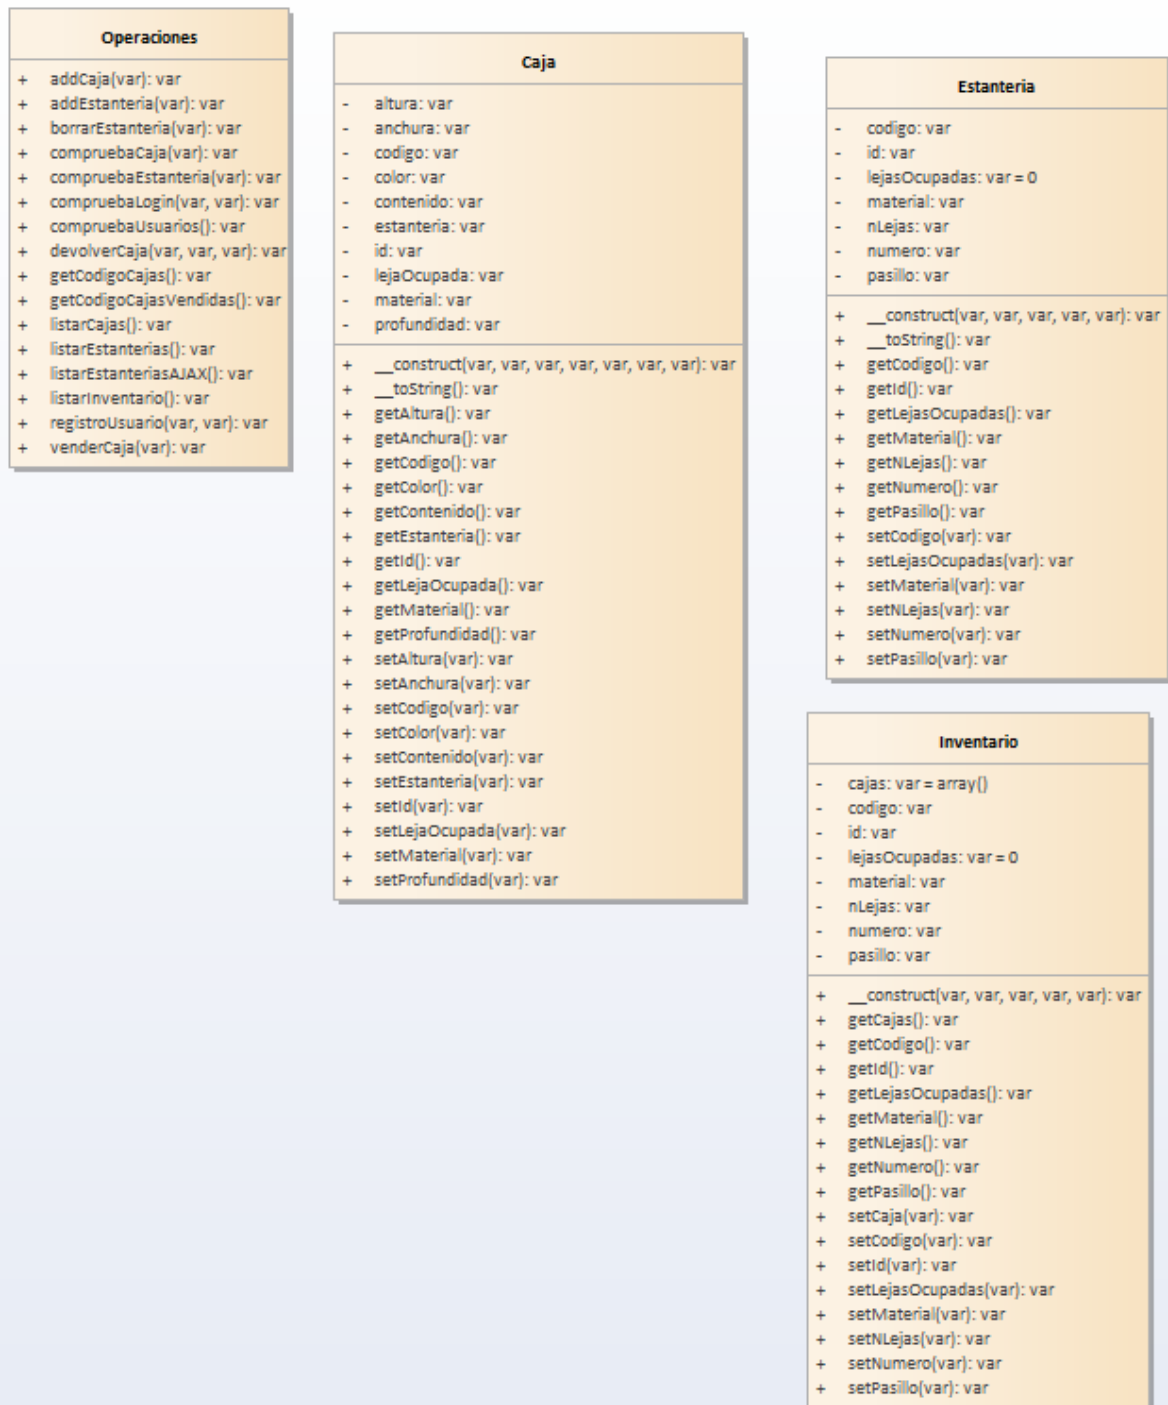 Operaciones
+ addCaja(var): var
+ addEstanteria(var): var
+ borrarEstanteria(var): var
+ compruebaCaja(var): var
+ compruebaEstanteria(var): var
+ compruebaLogin(var, var): var
+ compruebaUsuarios(): var
+ devolverCaja(var, var, var): var
+ getCodigoCajas(): var
+ getCodigoCajasVendidas(): var
+ listarCajas(): var
+ listarEstanterias(): var
+ listarEstanteriasAJAX(): var
+ listarInventario(): var
+ registroUsuario(var, var): var
+ venderCaja(var): var
Caja
- altura: var
- anchura: var
- codigo: var
- color: var
- contenido: var
- estanteria: var
- id: var
- lejaOcupada: var
- material: var
- profundidad: var
+ __construct(var, var, var, var, var, var, var): var
+ __toString(): var
+ getAltura(): var
+ getAnchura(): var
+ getCodigo(): var
+ getColor(): var
+ getContenido(): var
+ getEstanteria(): var
+ getId(): var
+ getLejaOcupada(): var
+ getMaterial(): var
+ getProfundidad(): var
+ setAltura(var): var
+ setAnchura(var): var
+ setCodigo(var): var
+ setColor(var): var
+ setContenido(var): var
+ setEstanteria(var): var
+ setId(var): var
+ setLejaOcupada(var): var
+ setMaterial(var): var
+ setProfundidad(var): var
Estanteria
- codigo: var
- id: var
- lejasOcupadas: var = 0
- material: var
- nLejas: var
- numero: var
- pasillo: var
+ __construct(var, var, var, var, var): var
+ __toString(): var
+ getCodigo(): var
+ getId(): var
+ getLejasOcupadas(): var
+ getMaterial(): var
+ getNLejas(): var
+ getNumero(): var
+ getPasillo(): var
+ setCodigo(var): var
+ setLejasOcupadas(var): var
+ setMaterial(var): var
+ setNLejas(var): var
+ setNumero(var): var
+ setPasillo(var): var
Inventario
- cajas: var = array()
- codigo: var
- id: var
- lejasOcupadas: var = 0
- material: var
- nLejas: var
- numero: var
- pasillo: var
+ __construct(var, var, var, var, var): var
+ getCajas(): var
+ getCodigo(): var
+ getId(): var
+ getLejasOcupadas(): var
+ getMaterial(): var
+ getNLejas(): var
+ getNumero(): var
+ getPasillo(): var
+ setCaja(var): var
+ setCodigo(var): var
+ setId(var): var
+ setLejasOcupadas(var): var
+ setMaterial(var): var
+ setNLejas(var): var
+ setNumero(var): var
+ setPasillo(var): var